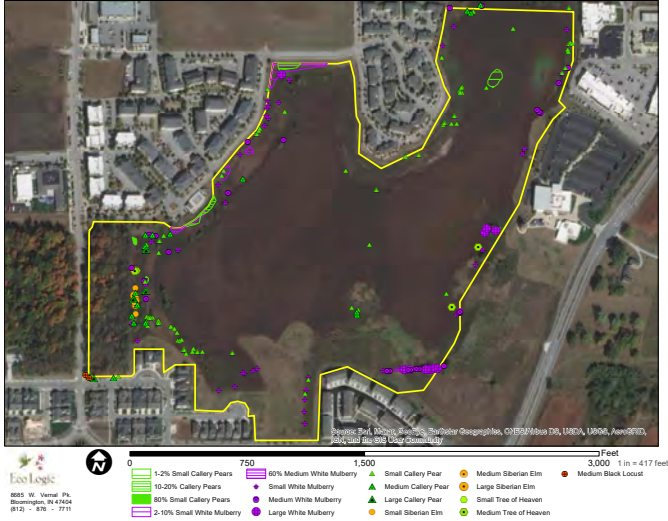 Source: Esri, Maxar, GeoEye, Earthstar Geographics, CNES/Airbus DS, USDA, USGS, AeroGRID,
IGN, and the GIS User Community
Feet
0 750 1,500 3,000
1 in = 417 feet
N
Eco Logic
8685 W. Vernal Pk.
Bloomington, IN 47404
(812) - 876 - 7711
1-2% Small Callery Pears
10-20% Callery Pears
80% Small Callery Pears
2-10% Small White Mulberry
60% Medium White Mulberry
Small White Mulberry
Medium White Mulberry
Large White Mulberry
Small Callery Pear
Medium Callery Pear
Large Callery Pear
Small Siberian Elm
Medium Siberian Elm
Large Siberian Elm
Small Tree of Heaven
Medium Tree of Heaven
Medium Black Locust